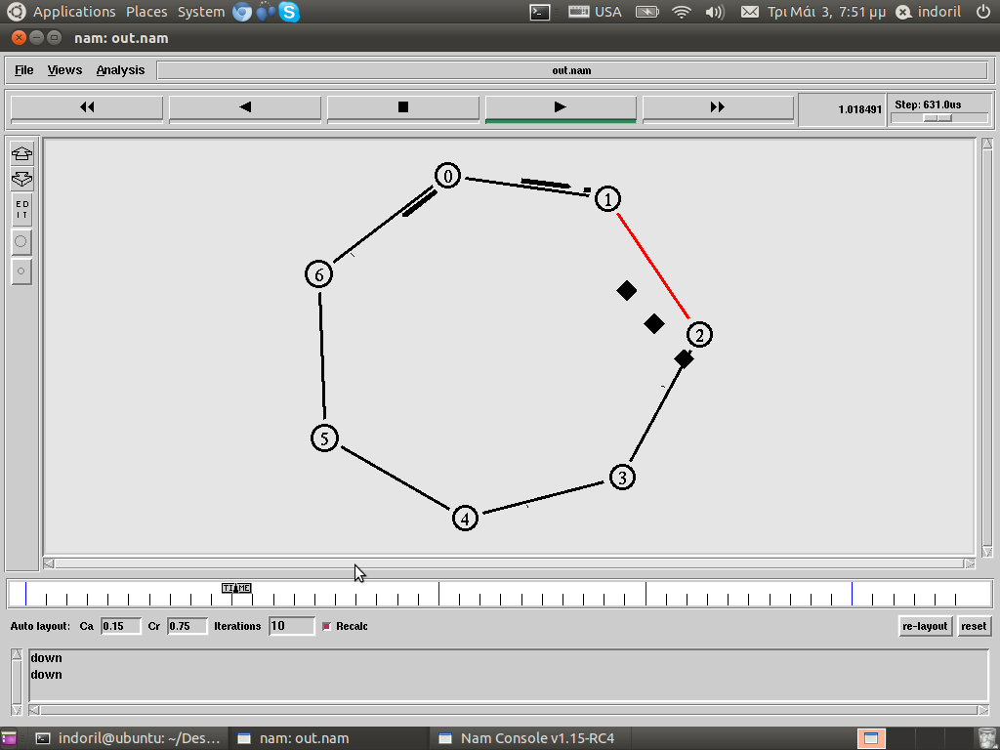 Applications Places System USA Τρι Μάι 3, 7:51 μμ indoril
nam: out.nam
File Views Analysis out.nam
1.018491 Step: 631.0us
0
1
ED
IT
6
2
5
3
4
TIME
Auto layout: Ca 0.15 Cr 0.75 Iterations 10 Recalc re-layout reset
down
down
indoril@ubuntu: ~/Des... nam: out.nam Nam Console v1.15-RC4